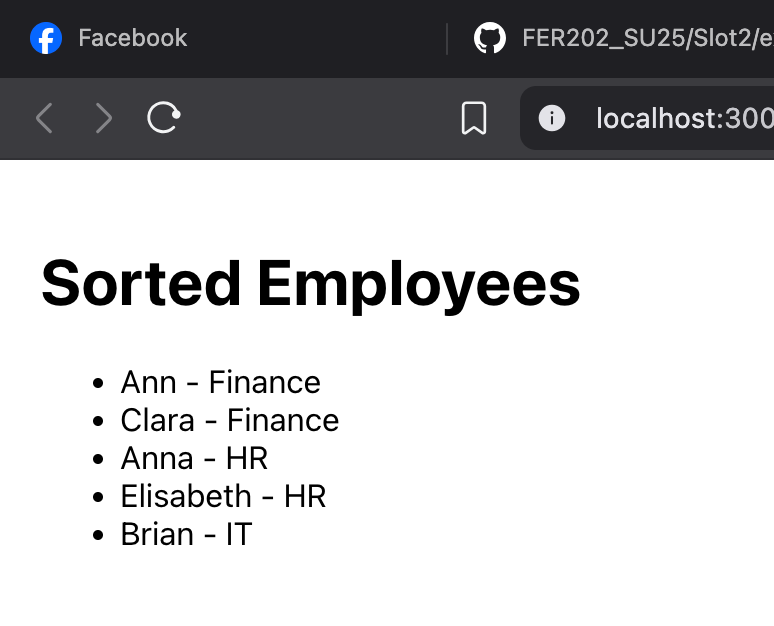 Facebook
FER202_SU25/Slot2/e
localhost:300
Sorted Employees
• Ann - Finance
• Clara - Finance
• Anna - HR
• Elisabeth - HR
• Brian - IT